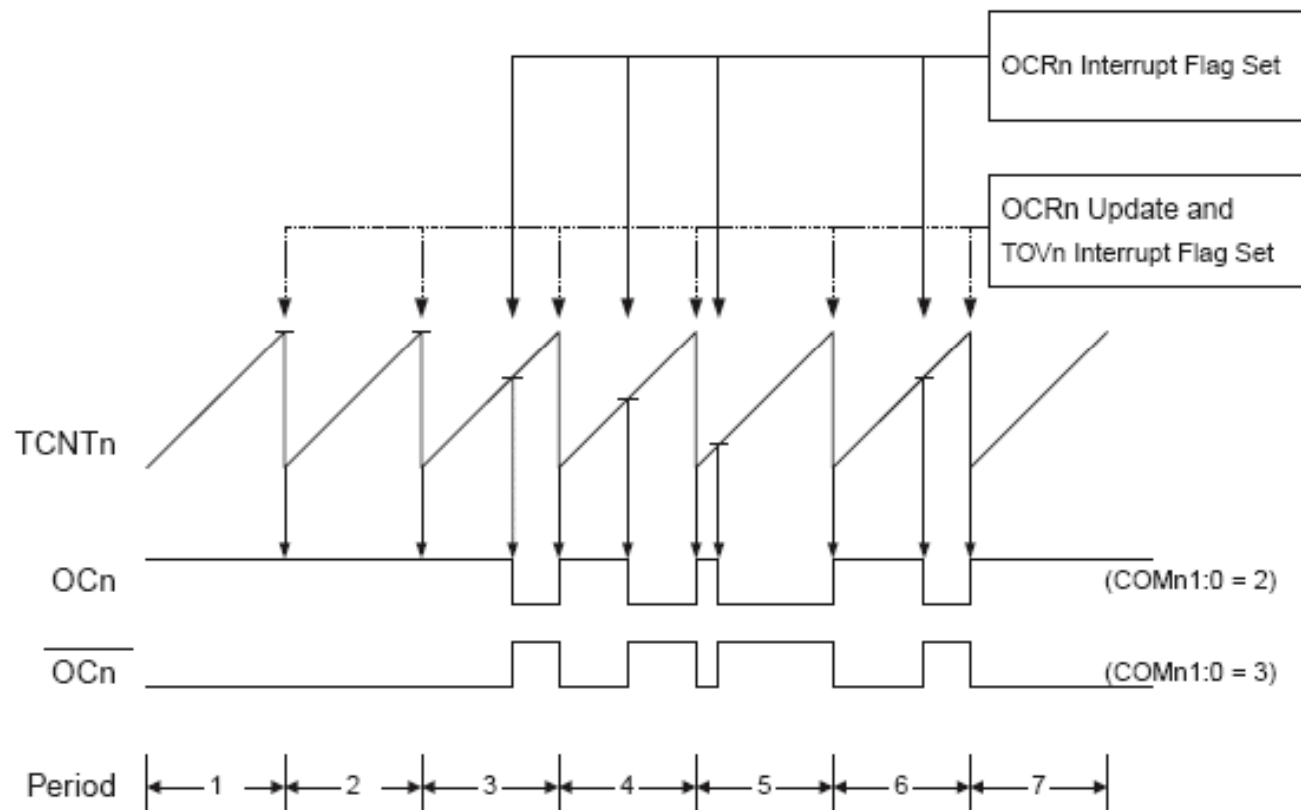 OCRn Interrupt Flag Set
OCRn Update and
TOVn Interrupt Flag Set
TCNTn
OCn
(COMn1:0 = 2)
OCn
(COMn1:0 = 3)
Period
1
2
3
4
5
6
7